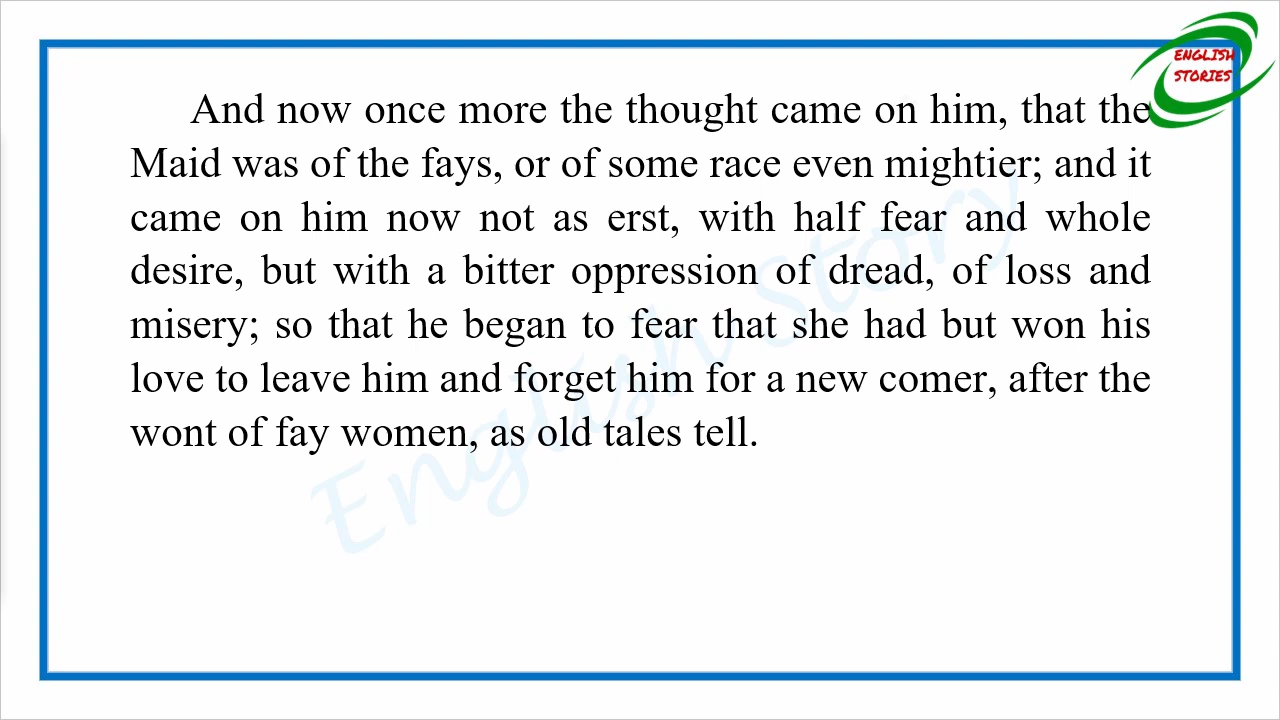 ENGLISH
STORIES
And now once more the thought came on him, that the
Maid was of the fays, or of some race even mightier; and it
came on him now not as erst, with half fear and whole
desire, but with a bitter oppression of dread, of loss and
misery; so that he began to fear that she had but won his
love to leave him and forget him for a new comer, after the
wont of fay women, as old tales tell.
English Story